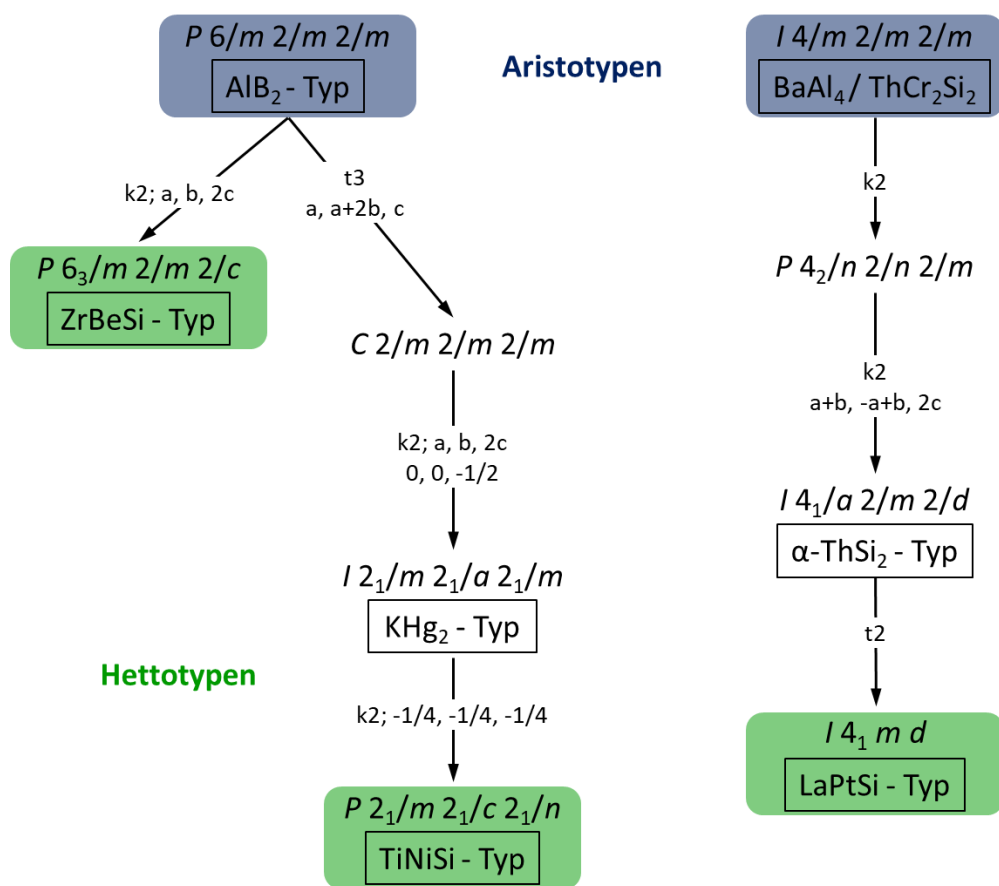 P 6/m 2/m 2/m
AlB₂ - Typ
Aristotypen
I 4/m 2/m 2/m
BaAl₄ / ThCr₂Si₂
k2; a, b, 2c
t3
a, a+2b, c
k2
P 6₃/m 2/m 2/c
ZrBeSi - Typ
P 4₂/n 2/n 2/m
C 2/m 2/m 2/m
k2
a+b, -a+b, 2c
k2; a, b, 2c
0, 0, -1/2
I 4₁/a 2/m 2/d
α-ThSi₂ - Typ
I 2₁/m 2₁/a 2₁/m
KHg₂ - Typ
t2
Hettotypen
k2; -1/4, -1/4, -1/4
I 4₁ m d
LaPtSi - Typ
P 2₁/m 2₁/c 2₁/n
TiNiSi - Typ